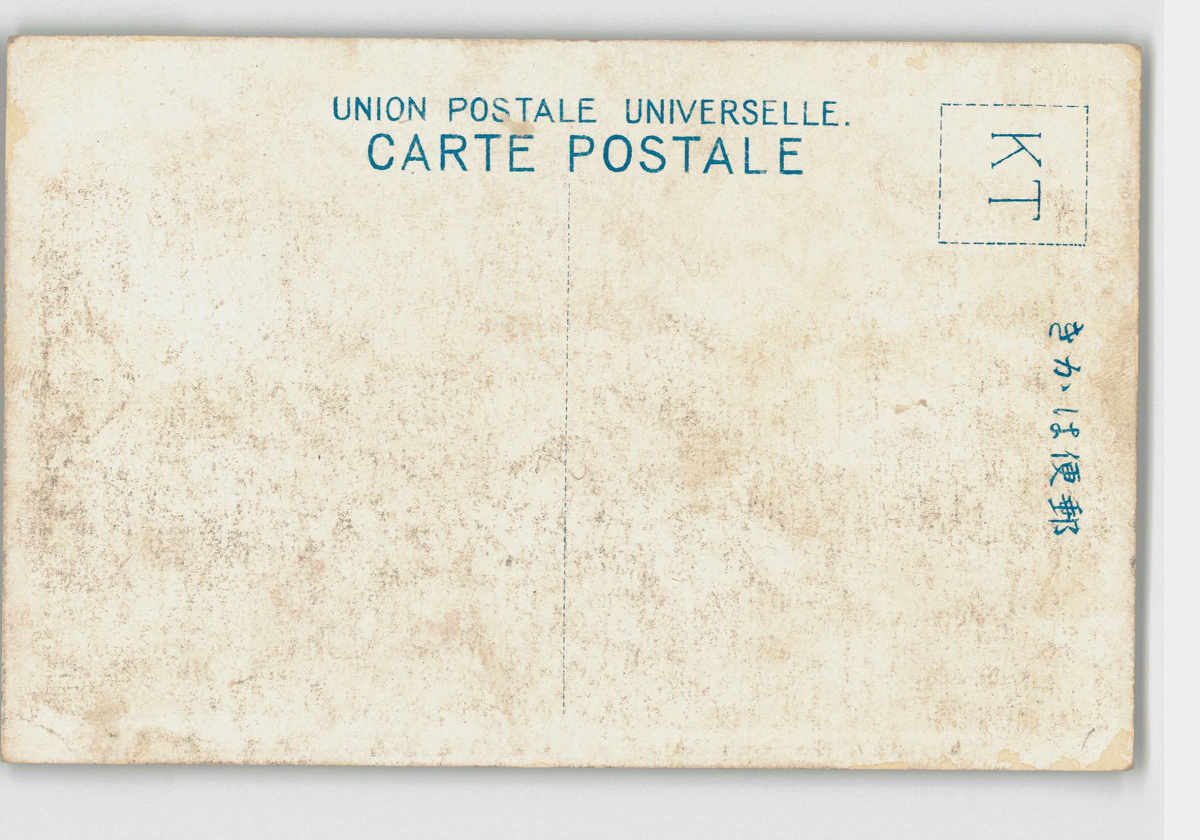 UNION POSTALE UNIVERSELLE.
CARTE POSTALE
KT
郵便はかき